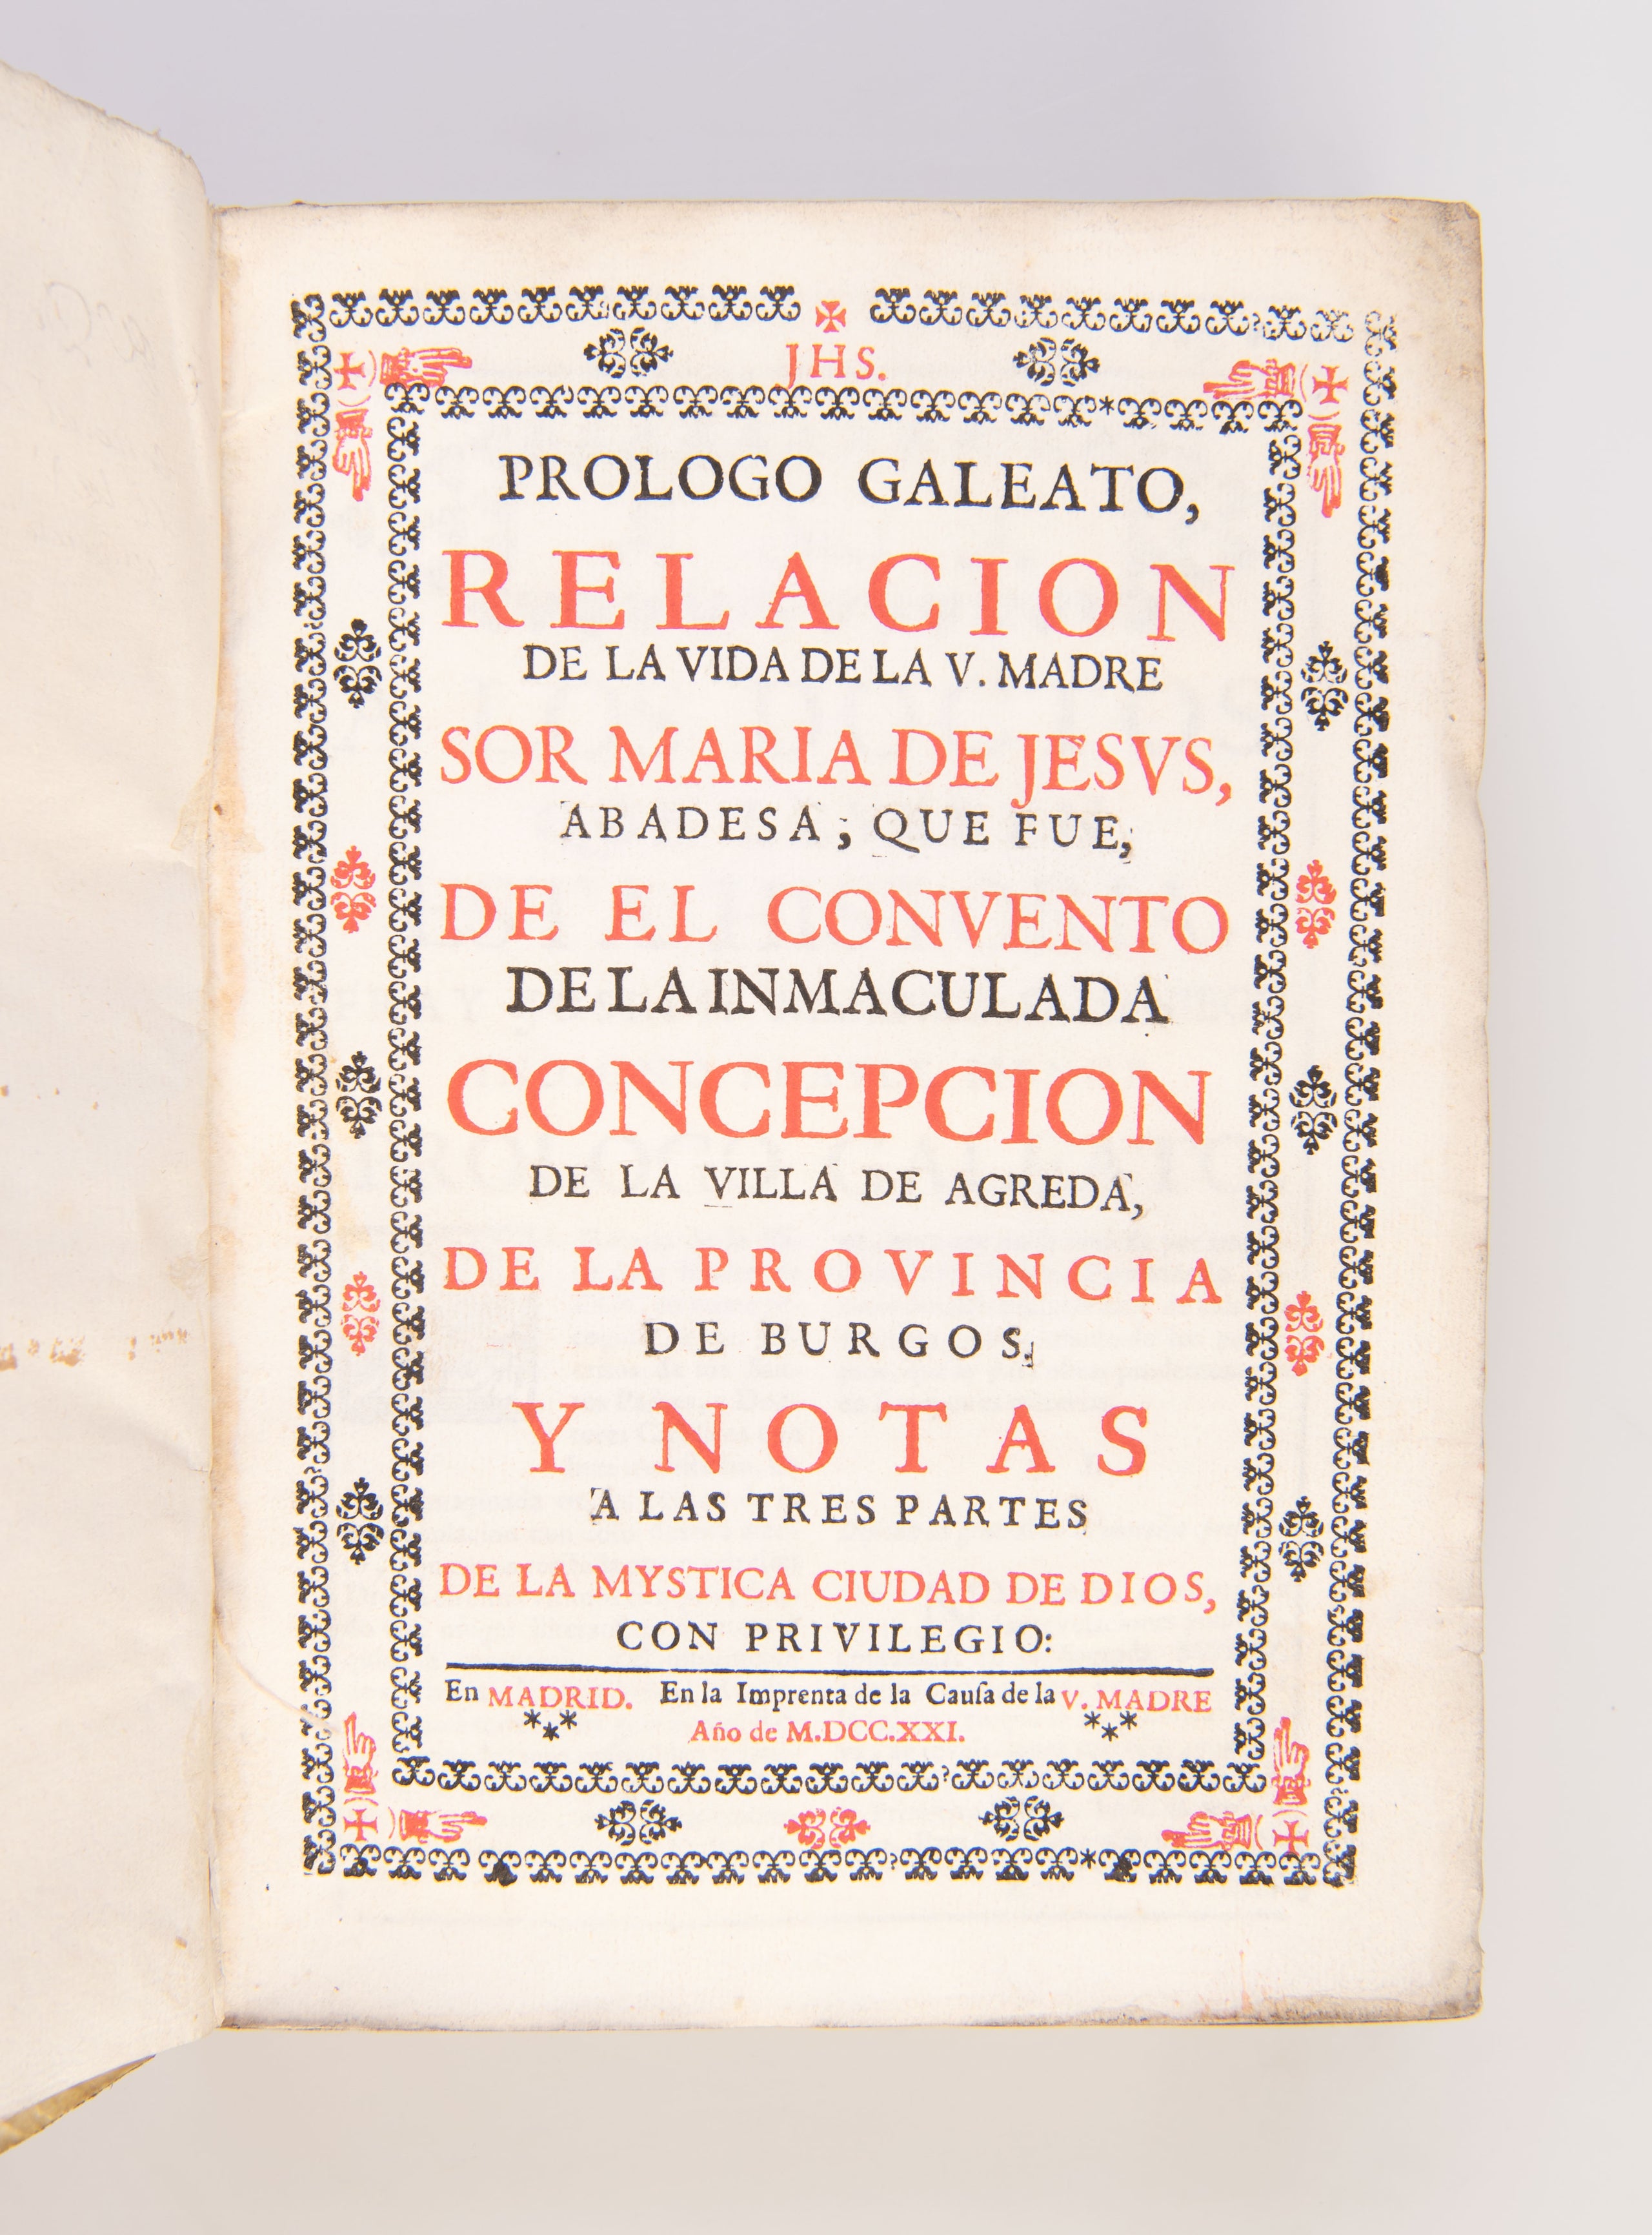 JHS.
PROLOGO GALEATO,
RELACION
DE LA VIDA DE LA V. MADRE
SOR MARIA DE JESVS,
ABADESA, QUE FUE,
DE EL CONVENTO
DE LA INMACULADA
CONCEPCION
DE LA VILLA DE AGREDA,
DE LA PROVINCIA
DE BURGOS,
Y NOTAS
A LAS TRES PARTES
DE LA MYSTICA CIUDAD DE DIOS,
CON PRIVILEGIO:
En MADRID. En la Imprenta de la Cauſa de la V. MADRE
Año de M.DCC.XXI.